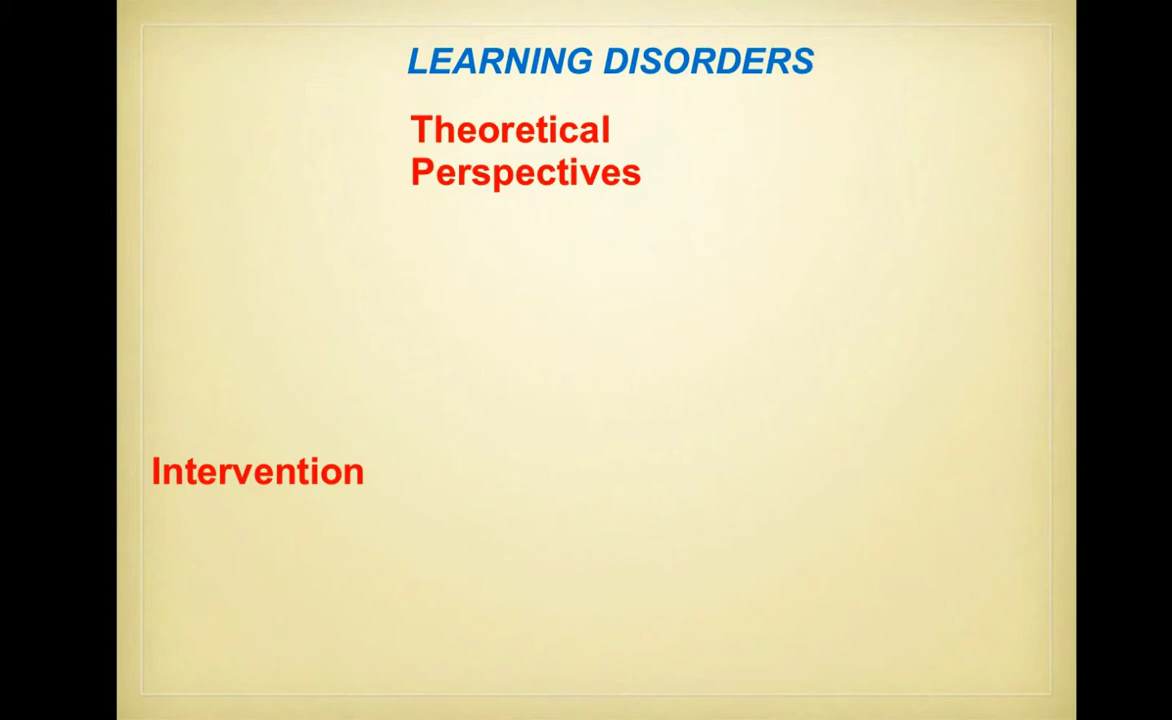 LEARNING DISORDERS
Theoretical
Perspectives
Intervention